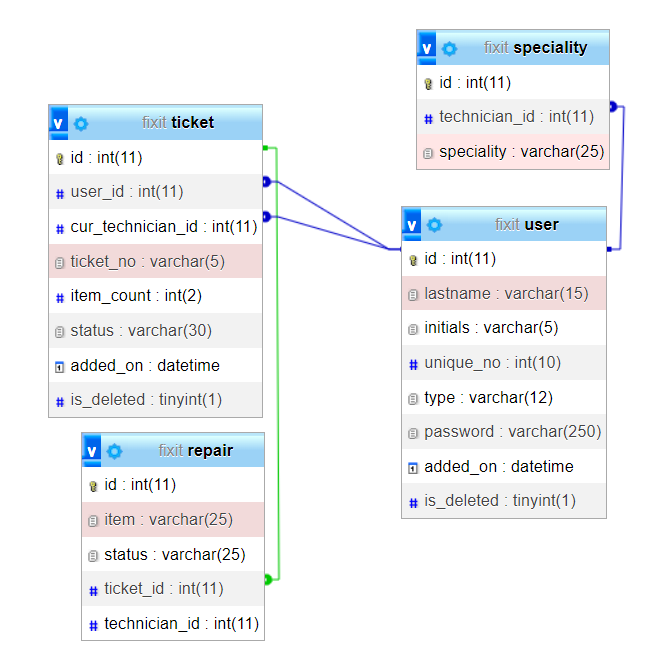 v fixit speciality
id : int(11)
# technician_id : int(11)
speciality : varchar(25)
v fixit ticket
id : int(11)
# user_id : int(11)
# cur_technician_id : int(11)
ticket_no : varchar(5)
# item_count : int(2)
status : varchar(30)
1 added_on : datetime
# is_deleted : tinyint(1)
v fixit user
id : int(11)
lastname : varchar(15)
initials : varchar(5)
# unique_no : int(10)
type : varchar(12)
password : varchar(250)
1 added_on : datetime
# is_deleted : tinyint(1)
v fixit repair
id : int(11)
item : varchar(25)
status : varchar(25)
# ticket_id : int(11)
# technician_id : int(11)